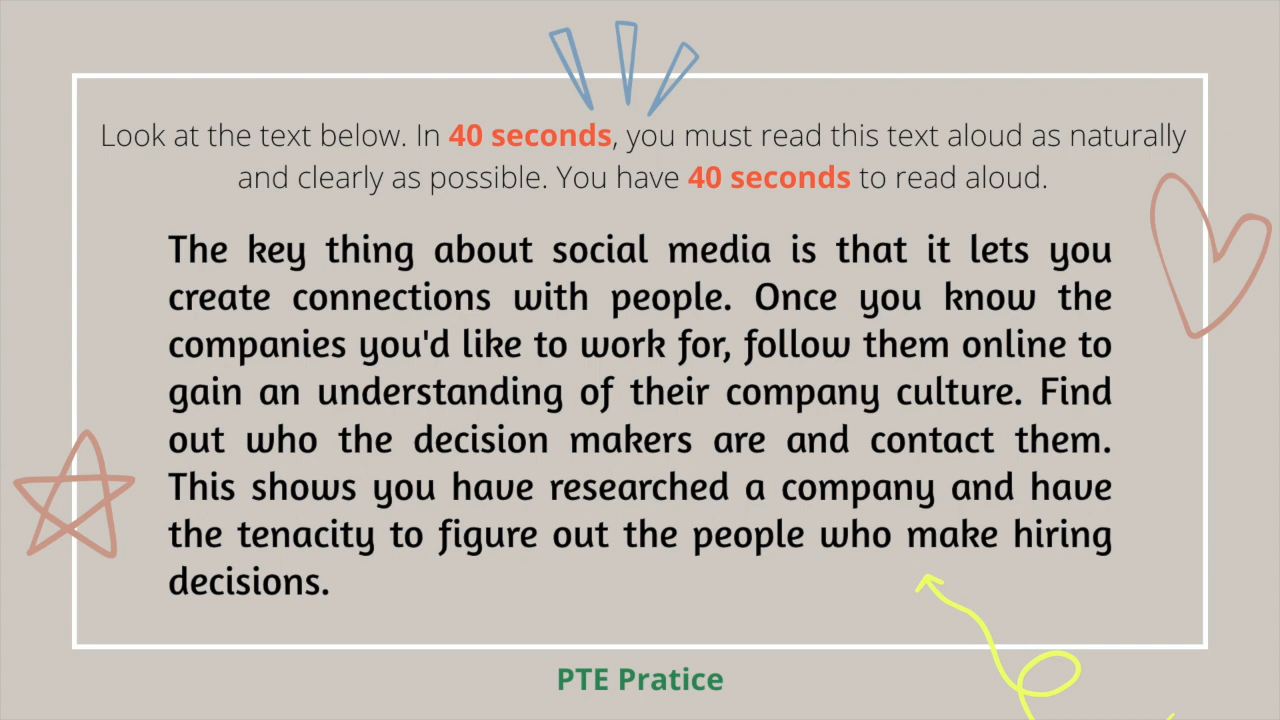 Look at the text below. In 40 seconds, you must read this text aloud as naturally
and clearly as possible. You have 40 seconds to read aloud.
The key thing about social media is that it lets you
create connections with people. Once you know the
companies you'd like to work for, follow them online to
gain an understanding of their company culture. Find
out who the decision makers are and contact them.
This shows you have researched a company and have
the tenacity to figure out the people who make hiring
decisions.
PTE Pratice